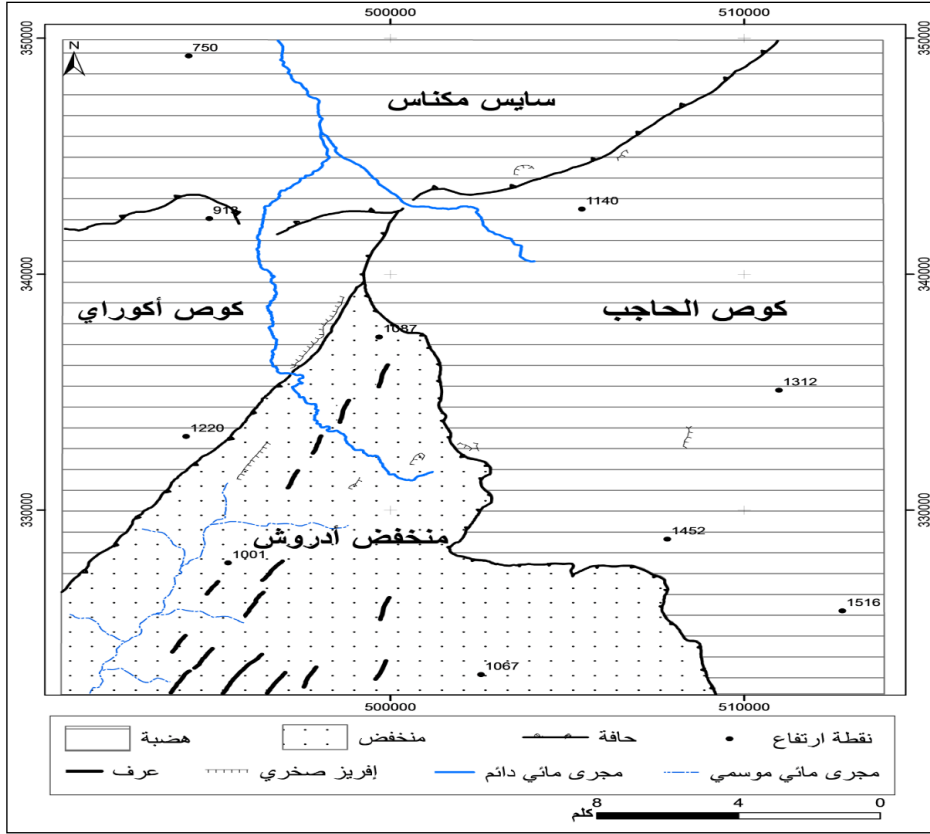 500000 510000
350000 350000
N
750
سايس مكناس
1140
340000 340000
كوص أكوراي
كوص الحاجب
1087
1312
1220
330000 330000
منخفض أدروش
1452
1001
1516
1067
500000 510000
هضبة منخفض حافة نقطة ارتفاع
عرف إفريز صخري مجرى مائي دائم مجرى مائي موسمي
كلم 8 4 0